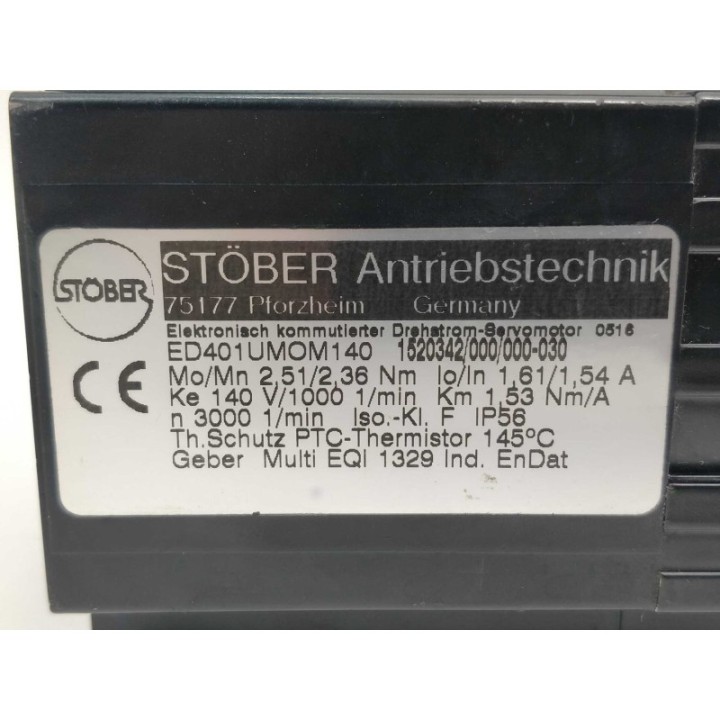 STÖBER
STÖBER Antriebstechnik
75177 Pforzheim Germany
Elektronisch kommutierter Drehstrom-Servomotor 0516
ED401UMOM140 1520342/000/000-030
Mo/Mn 2,51/2,36 Nm Io/In 1,61/1,54 A
Ke 140 V/1000 1/min Km 1,53 Nm/A
n 3000 1/min Iso.-Kl. F IP56
Th.Schutz PTC-Thermistor 145°C
Geber Multi EQI 1329 Ind. EnDat
CE